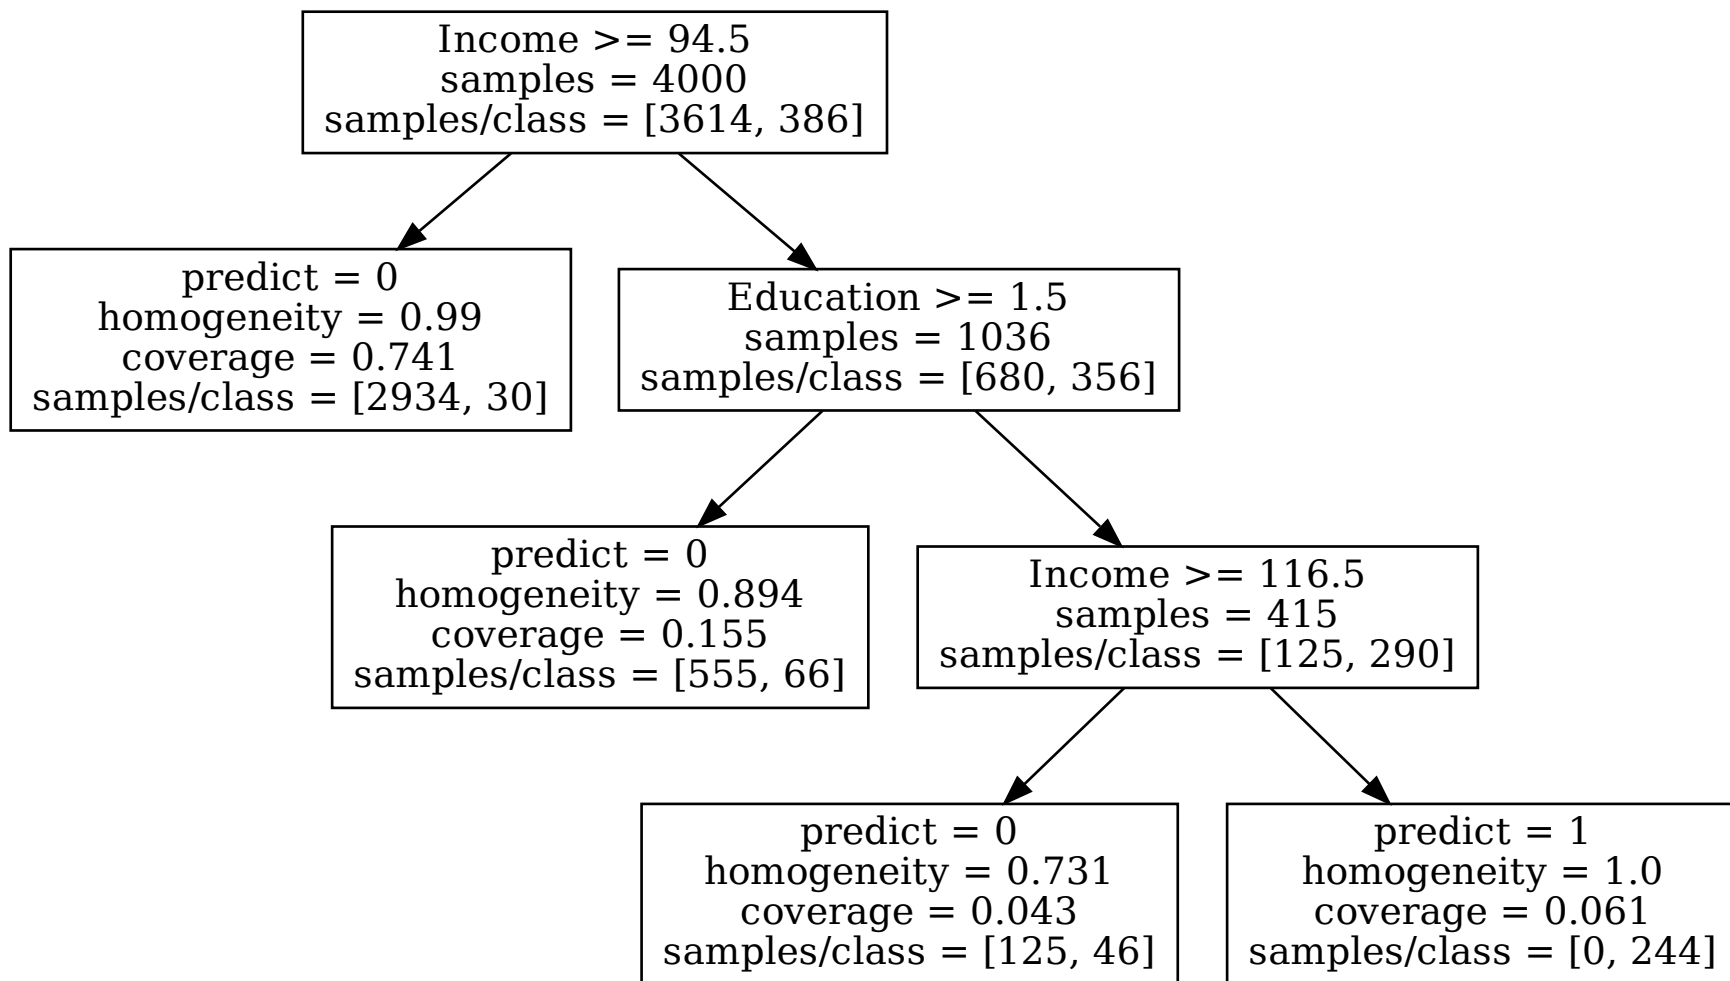 Income >= 94.5
samples = 4000
samples/class = [3614, 386]
predict = 0
homogeneity = 0.99
coverage = 0.741
samples/class = [2934, 30]
Education >= 1.5
samples = 1036
samples/class = [680, 356]
predict = 0
homogeneity = 0.894
coverage = 0.155
samples/class = [555, 66]
Income >= 116.5
samples = 415
samples/class = [125, 290]
predict = 0
homogeneity = 0.731
coverage = 0.043
samples/class = [125, 46]
predict = 1
homogeneity = 1.0
coverage = 0.061
samples/class = [0, 244]